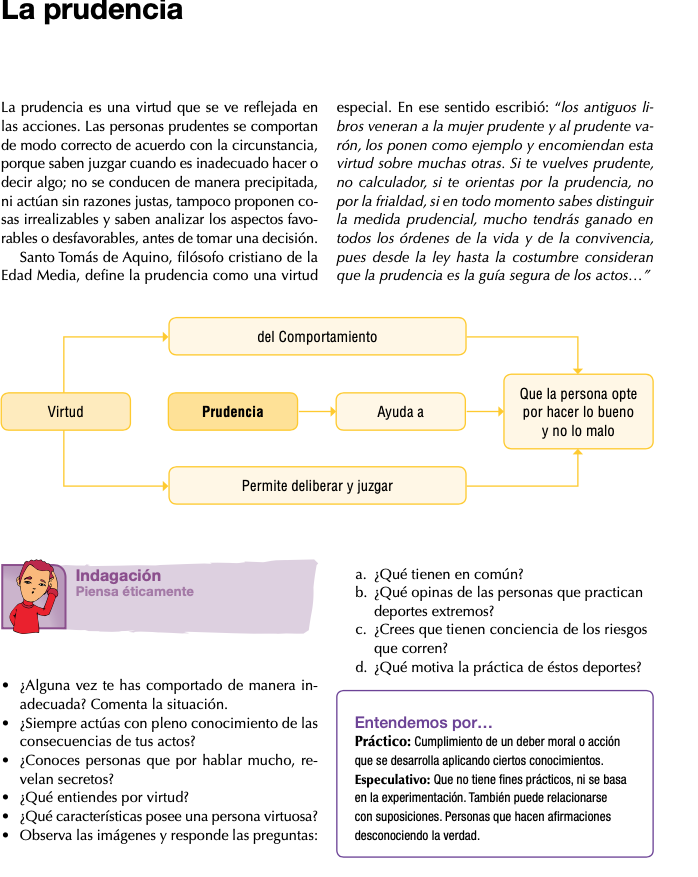 La prudencia
La prudencia es una virtud que se ve reflejada en
las acciones. Las personas prudentes se comportan
de modo correcto de acuerdo con la circunstancia,
porque saben juzgar cuando es inadecuado hacer o
decir algo; no se conducen de manera precipitada,
ni actúan sin razones justas, tampoco proponen co-
sas irrealizables y saben analizar los aspectos favo-
rables o desfavorables, antes de tomar una decisión.
Santo Tomás de Aquino, filósofo cristiano de la
Edad Media, define la prudencia como una virtud
especial. En ese sentido escribió: “los antiguos li-
bros veneran a la mujer prudente y al prudente va-
rón, los ponen como ejemplo y encomiendan esta
virtud sobre muchas otras. Si te vuelves prudente,
no calculador, si te orientas por la prudencia, no
por la frialdad, si en todo momento sabes distinguir
la medida prudencial, mucho tendrás ganado en
todos los órdenes de la vida y de la convivencia,
pues desde la ley hasta la costumbre consideran
que la prudencia es la guía segura de los actos…”
del Comportamiento
Virtud
Prudencia
Ayuda a
Que la persona opte
por hacer lo bueno
y no lo malo
Permite deliberar y juzgar
Indagación
Piensa éticamente
• ¿Alguna vez te has comportado de manera in-
adecuada? Comenta la situación.
• ¿Siempre actúas con pleno conocimiento de las
consecuencias de tus actos?
• ¿Conoces personas que por hablar mucho, re-
velan secretos?
• ¿Qué entiendes por virtud?
• ¿Qué características posee una persona virtuosa?
• Observa las imágenes y responde las preguntas:
a. ¿Qué tienen en común?
b. ¿Qué opinas de las personas que practican
deportes extremos?
c. ¿Crees que tienen conciencia de los riesgos
que corren?
d. ¿Qué motiva la práctica de éstos deportes?
Entendemos por…
Práctico: Cumplimiento de un deber moral o acción
que se desarrolla aplicando ciertos conocimientos.
Especulativo: Que no tiene fines prácticos, ni se basa
en la experimentación. También puede relacionarse
con suposiciones. Personas que hacen afirmaciones
desconociendo la verdad.